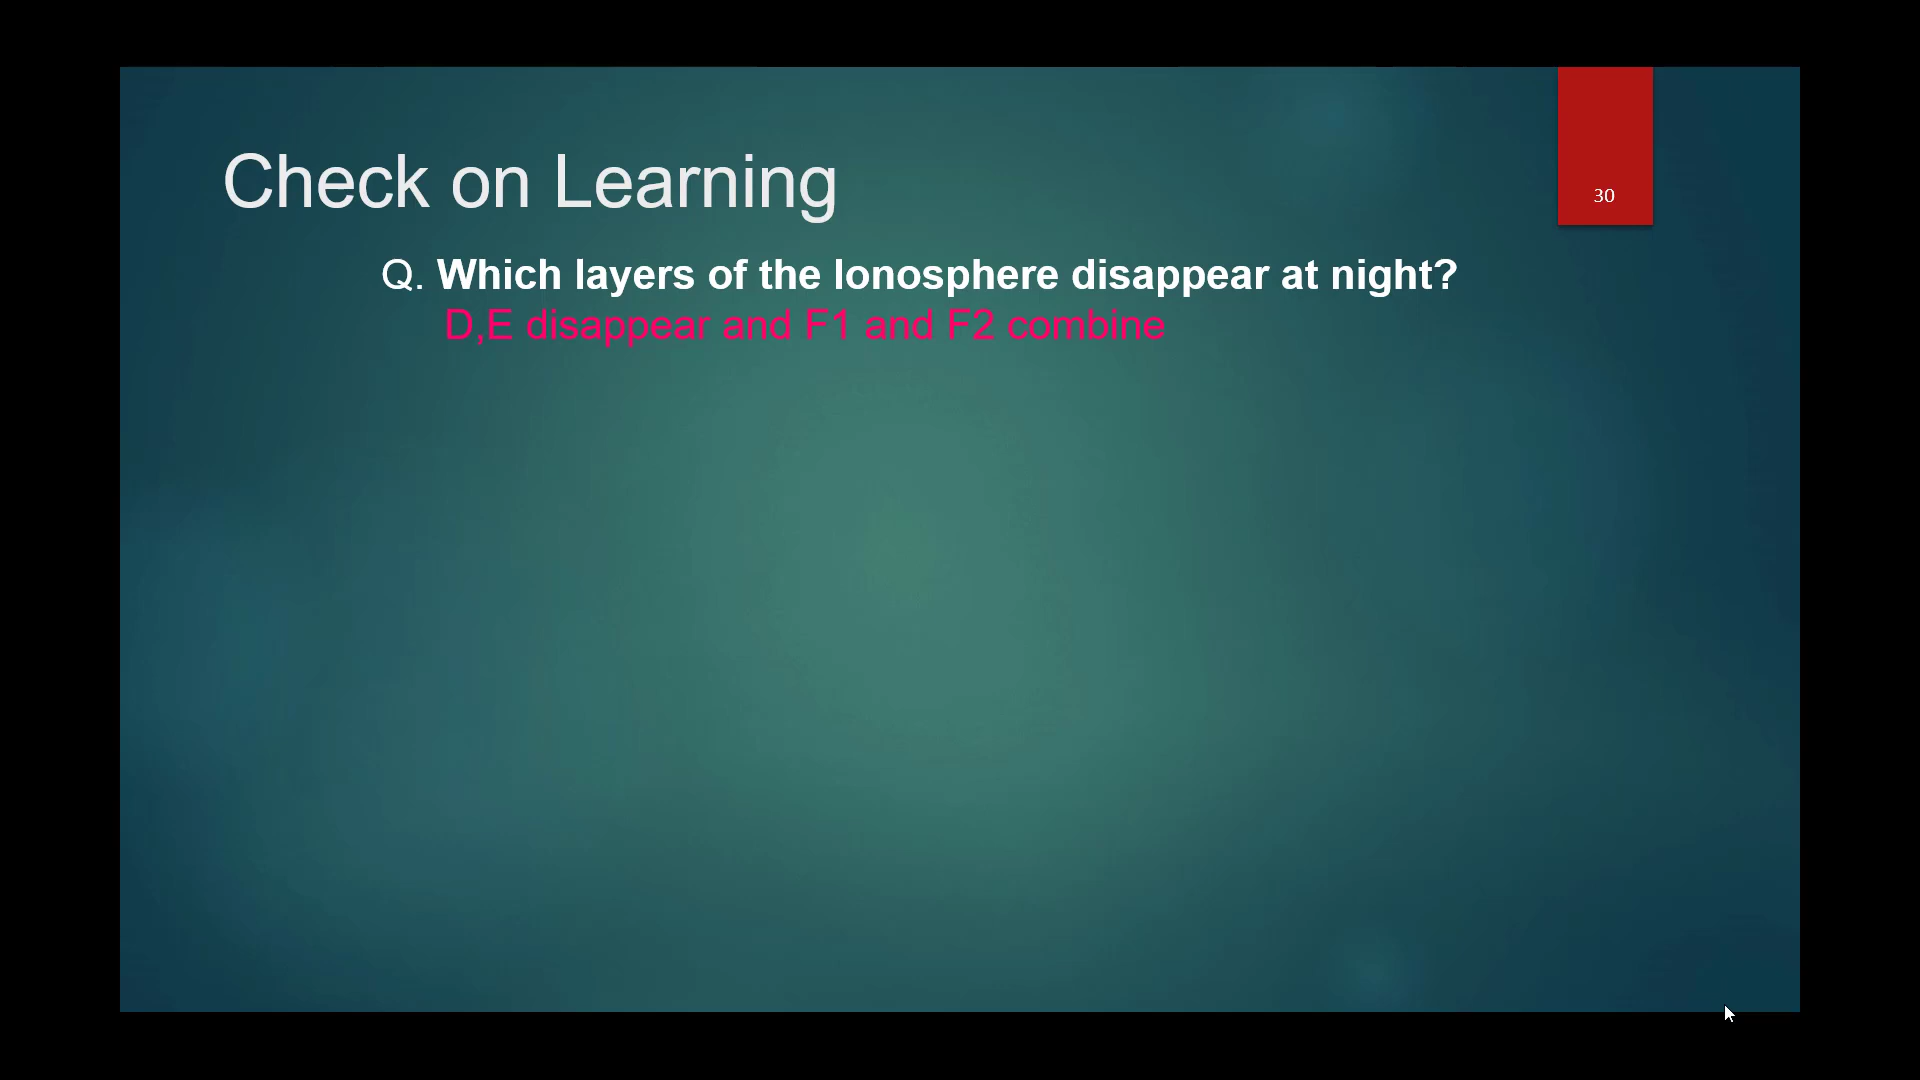 Check on Learning
30
Q. Which layers of the Ionosphere disappear at night?
D,E disappear and F1 and F2 combine